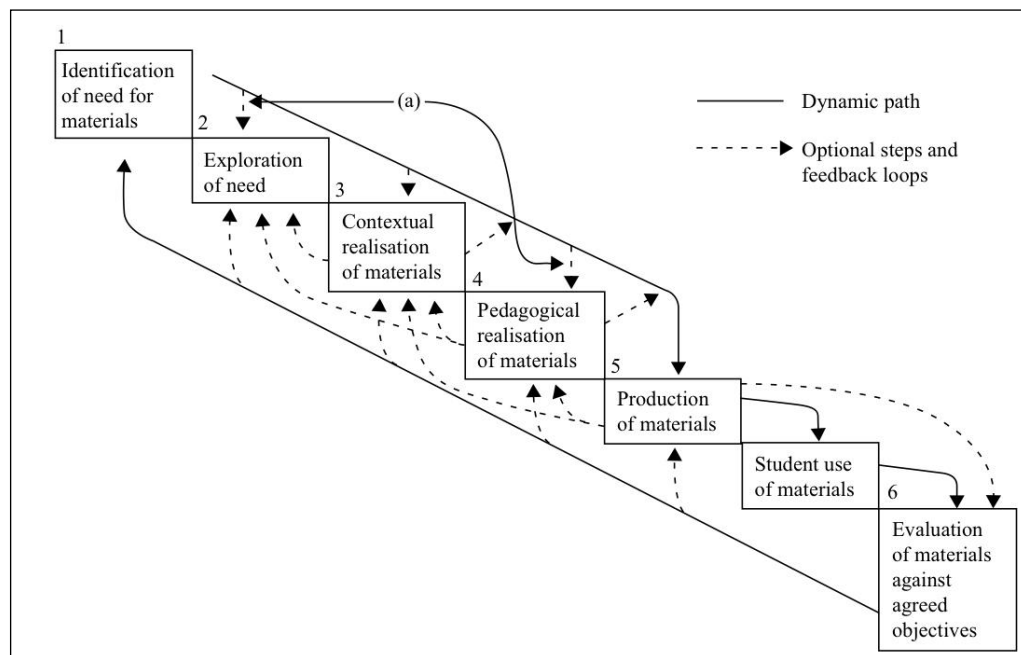 1
Identification
of need for
materials
2
Exploration
of need
3
Contextual
realisation
of materials
4
Pedagogical
realisation
of materials
5
Production
of materials
Student use
of materials
6
Evaluation
of materials
against
agreed
objectives
(a)
Dynamic path
Optional steps and
feedback loops